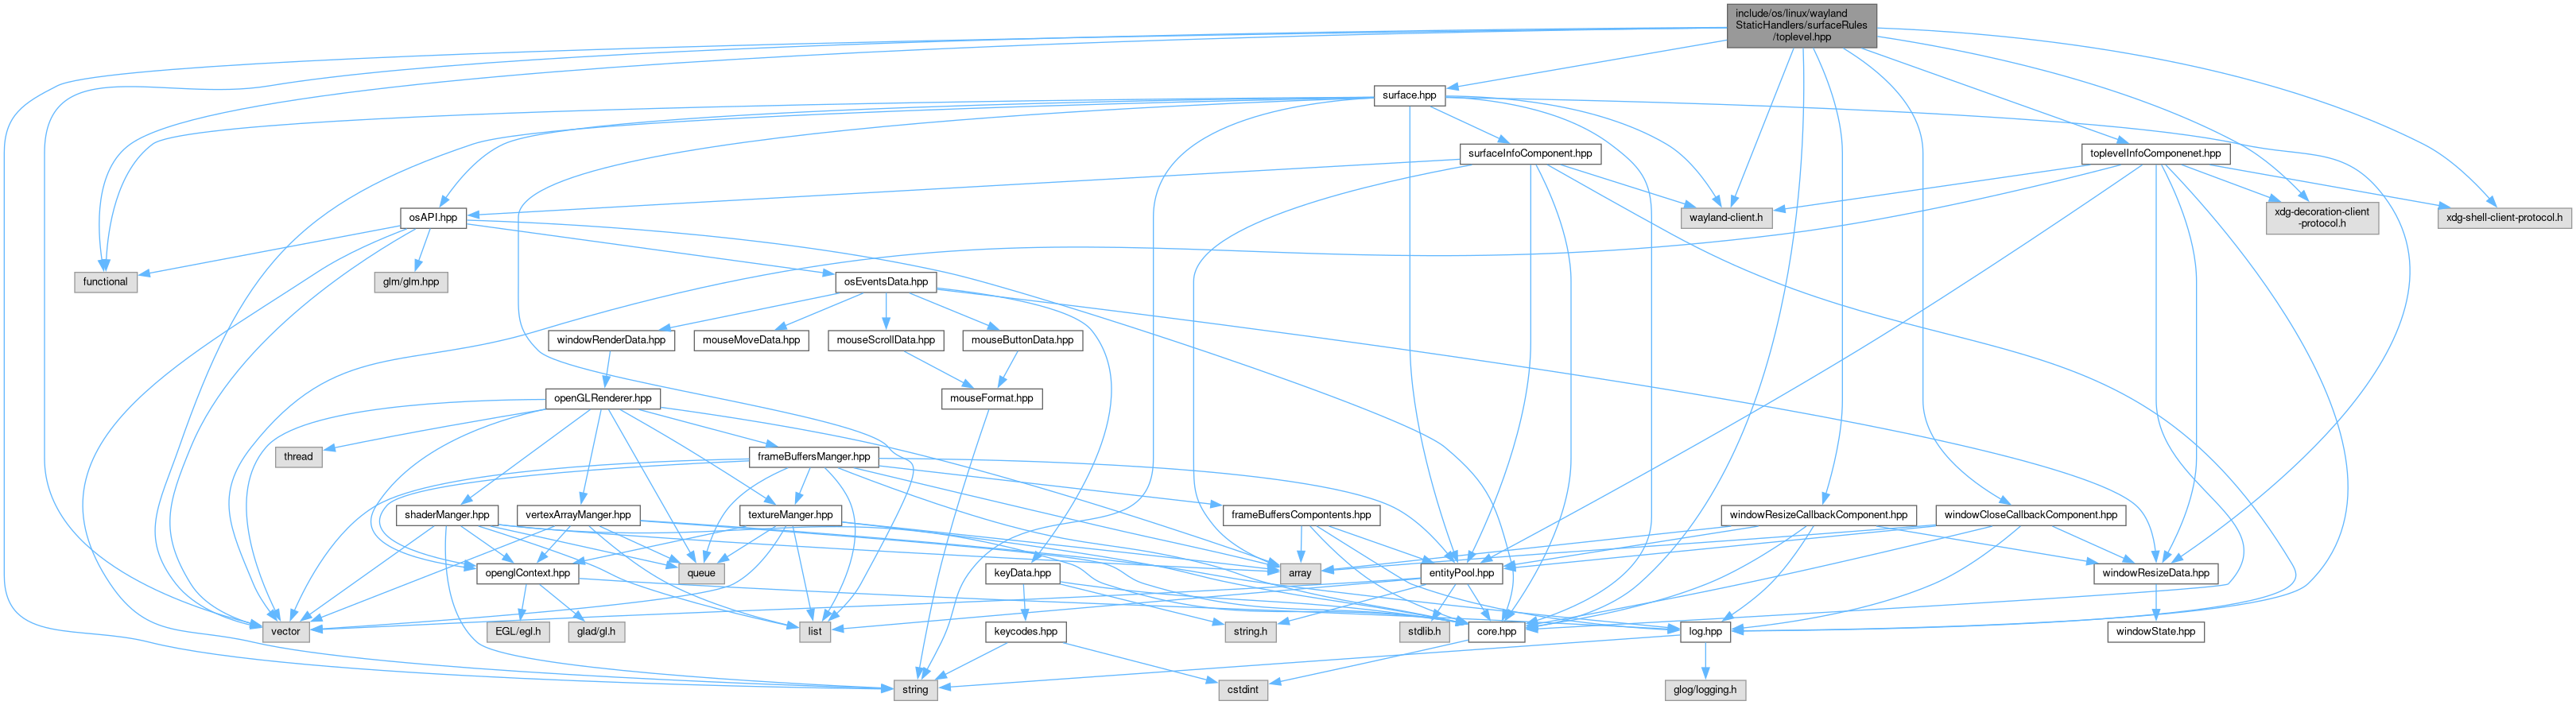 include/os/linux/wayland
StaticHandlers/surfaceRules
/toplevel.hpp
surface.hpp
surfaceInfoComponent.hpp
toplevelInfoComponenet.hpp
osAPI.hpp
wayland-client.h
xdg-decoration-client
-protocol.h
xdg-shell-client-protocol.h
functional
glm/glm.hpp
osEventsData.hpp
windowRenderData.hpp
mouseMoveData.hpp
mouseScrollData.hpp
mouseButtonData.hpp
openGLRenderer.hpp
mouseFormat.hpp
thread
frameBuffersManger.hpp
shaderManger.hpp
vertexArrayManger.hpp
textureManger.hpp
frameBuffersCompontents.hpp
windowResizeCallbackComponent.hpp
windowCloseCallbackComponent.hpp
openglContext.hpp
queue
keyData.hpp
array
entityPool.hpp
windowResizeData.hpp
vector
EGL/egl.h
glad/gl.h
list
keycodes.hpp
string.h
stdlib.h
core.hpp
log.hpp
windowState.hpp
string
cstdint
glog/logging.h